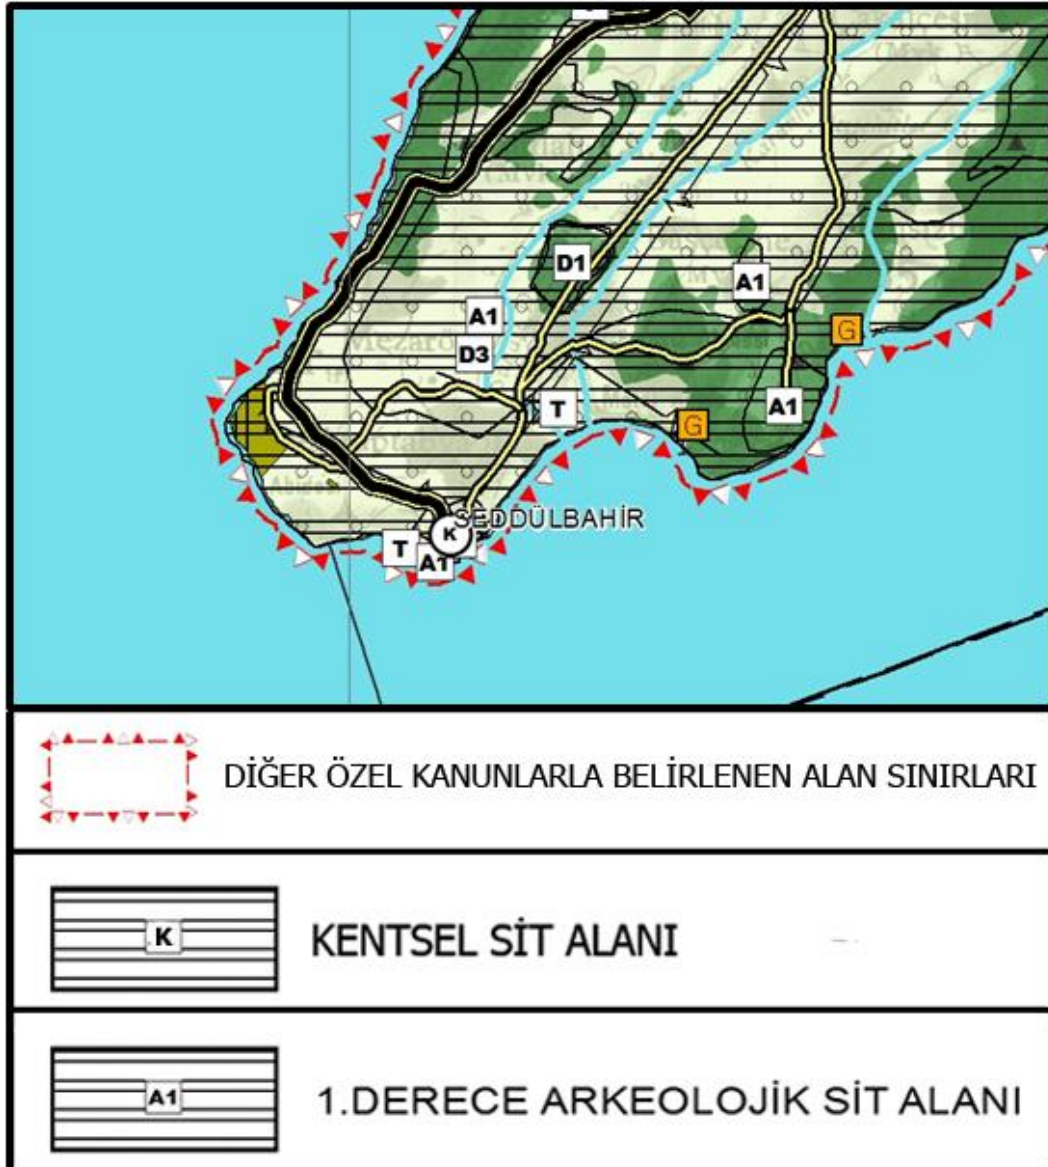 D1
A1
A1
D3
G
T
G
A1
SEDDÜLBAHİR
K
T
A1
DİĞER ÖZEL KANUNLARLA BELİRLENEN ALAN SINIRLARI
K
KENTSEL SİT ALANI
A1
1.DERECE ARKEOLOJİK SİT ALANI